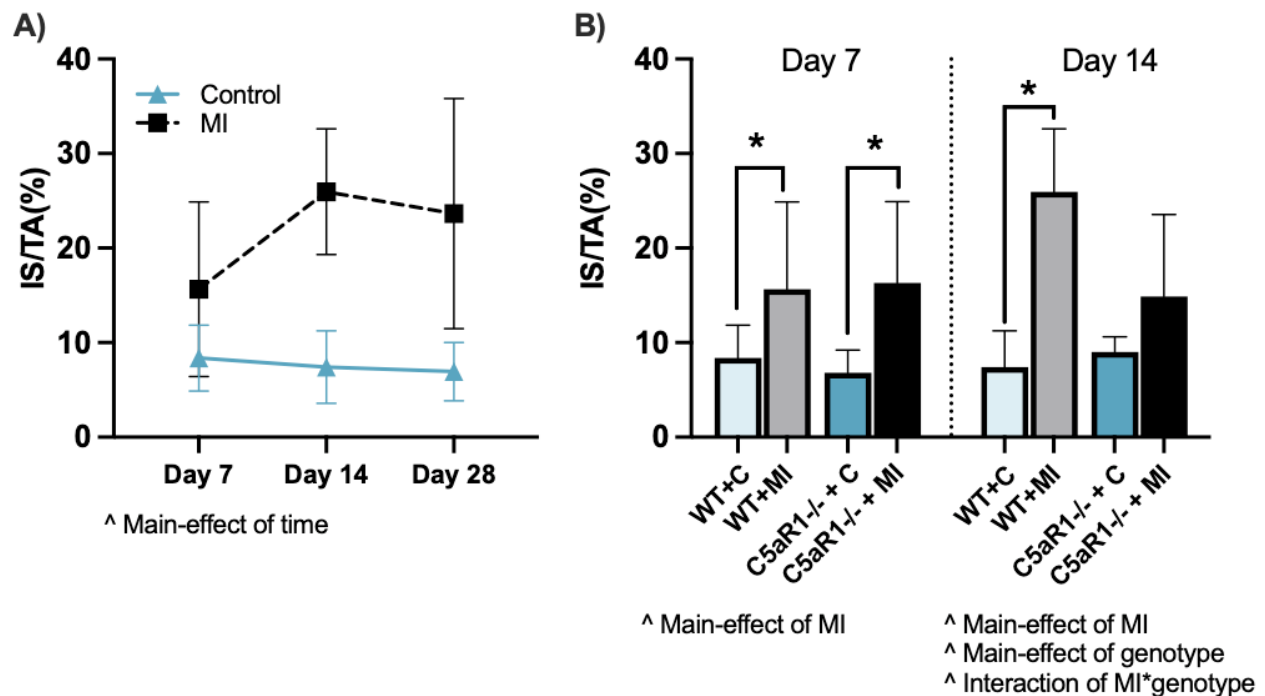 A)
40
30
20
10
0
IS/TA(%)
Control
MI
Day 7
Day 14
Day 28
^ Main-effect of time
B)
40
30
20
10
0
IS/TA(%)
Day 7
Day 14
*
*
*
WT+C
WT+MI
C5aR1-/- + C
C5aR1-/- + MI
WT+C
WT+MI
C5aR1-/- + C
C5aR1-/- + MI
^ Main-effect of MI
^ Main-effect of MI
^ Main-effect of genotype
^ Interaction of MI*genotype